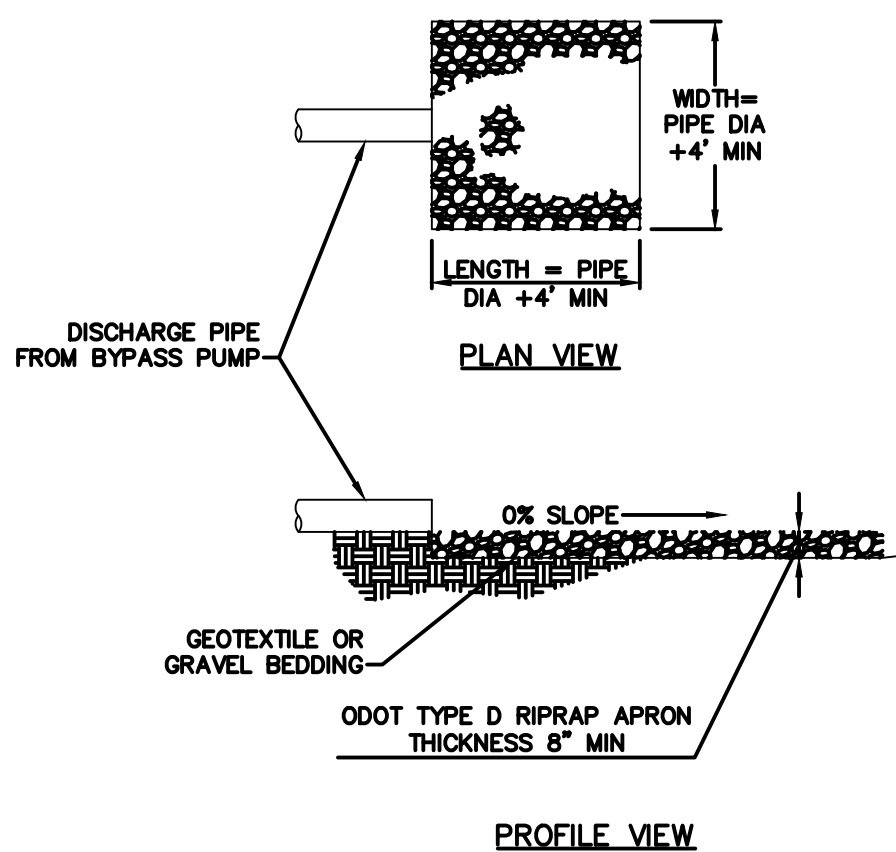 WIDTH=
PIPE DIA
+4' MIN
LENGTH = PIPE
DIA +4' MIN
DISCHARGE PIPE
FROM BYPASS PUMP
PLAN VIEW
0% SLOPE
GEOTEXTILE OR
GRAVEL BEDDING
ODOT TYPE D RIPRAP APRON
THICKNESS 8" MIN
PROFILE VIEW